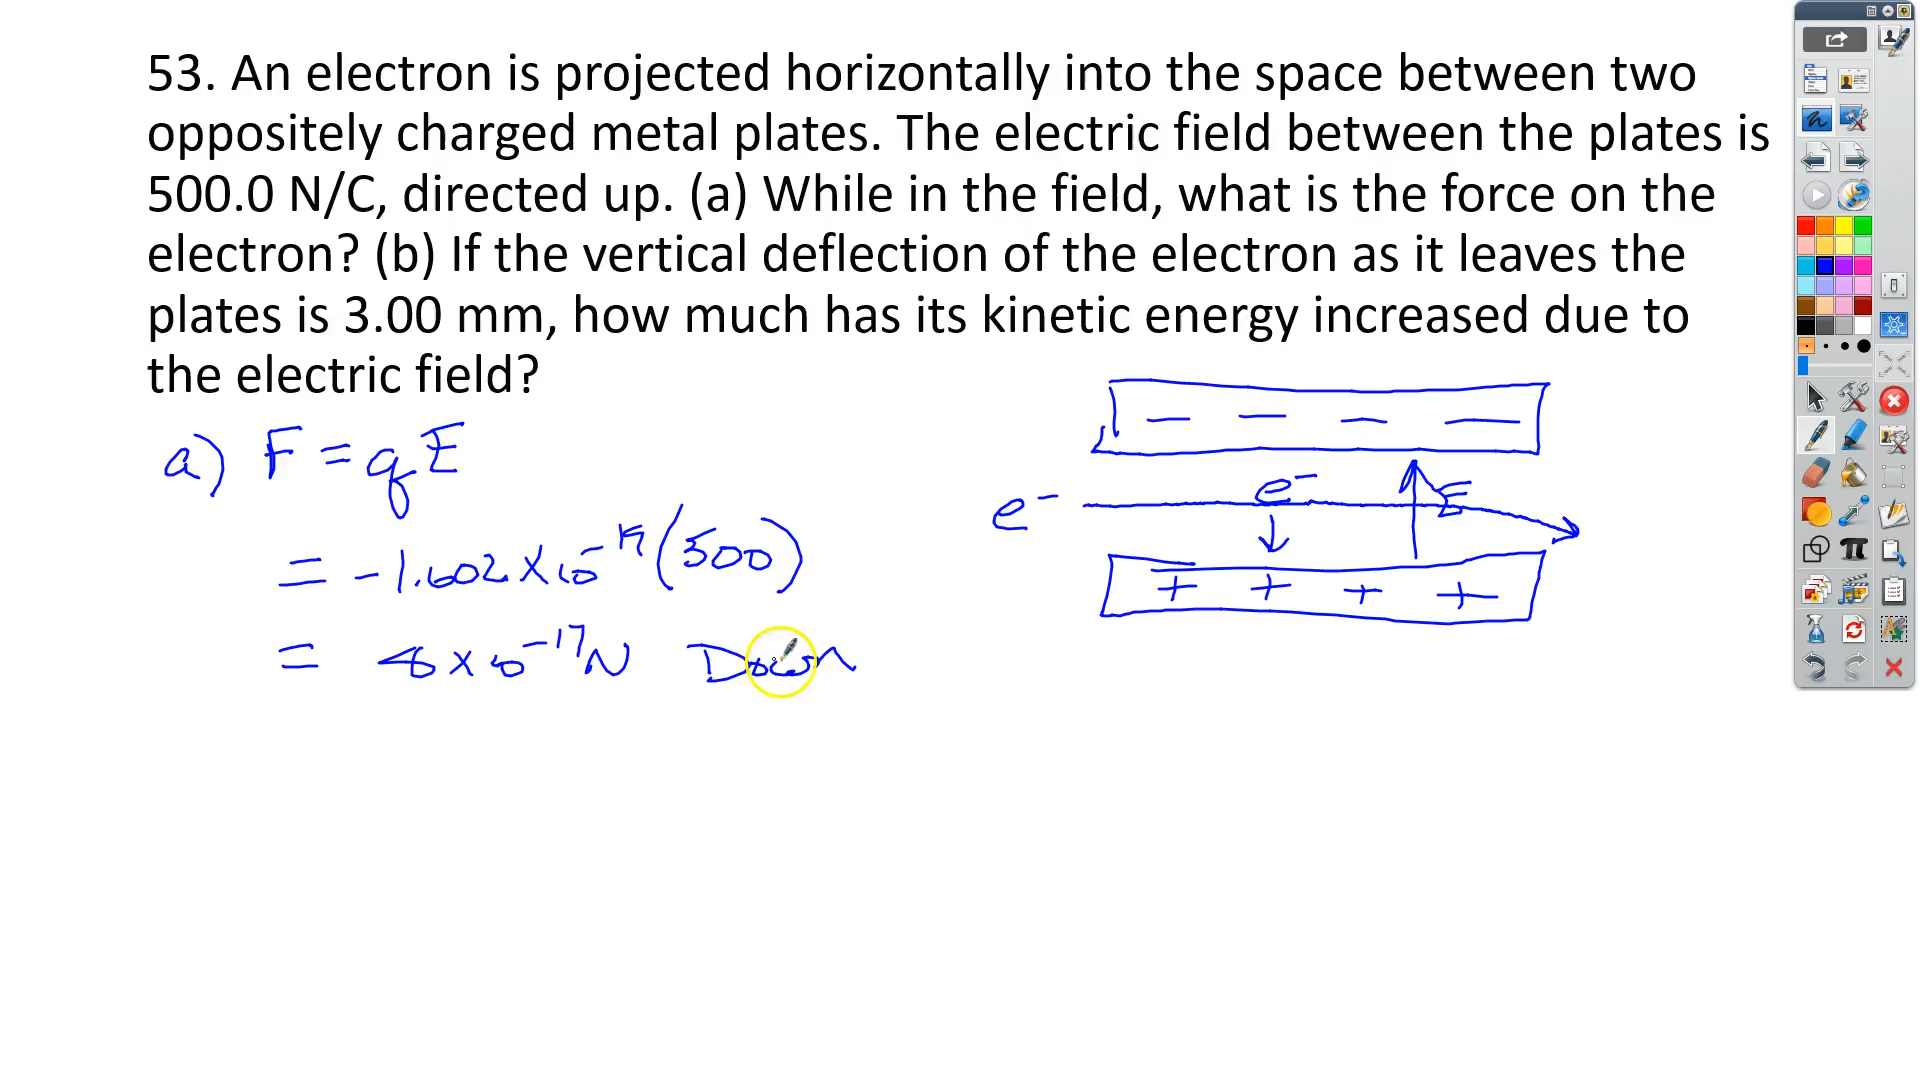 53. An electron is projected horizontally into the space between two
oppositely charged metal plates. The electric field between the plates is
500.0 N/C, directed up. (a) While in the field, what is the force on the
electron? (b) If the vertical deflection of the electron as it leaves the
plates is 3.00 mm, how much has its kinetic energy increased due to
the electric field?
a) F = qE
= -1.602 × 10⁻¹⁹ (500)
= 8 × 10⁻¹⁷ N Down
− − − −
e⁻ e⁻ E
+ + + +